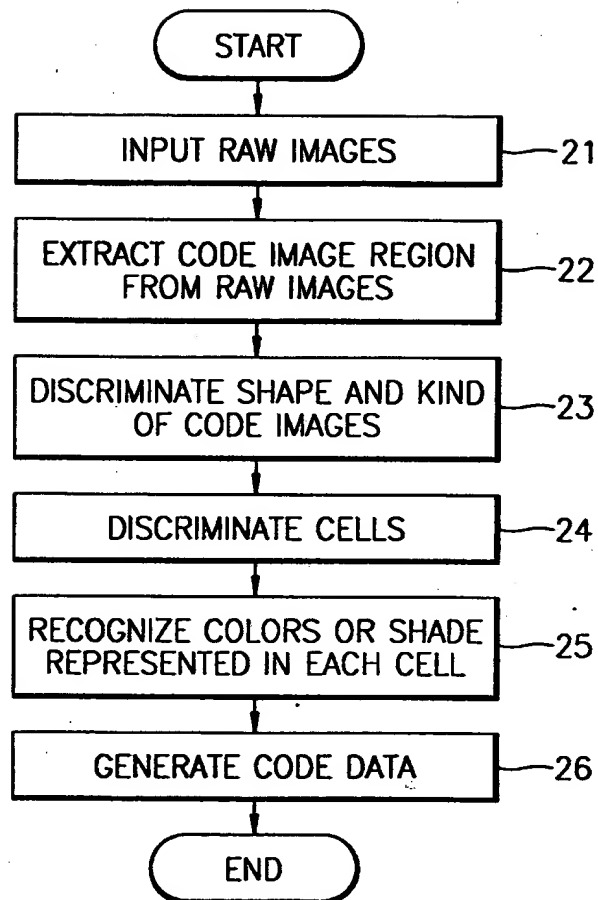 START
INPUT RAW IMAGES
21
EXTRACT CODE IMAGE REGION
FROM RAW IMAGES
22
DISCRIMINATE SHAPE AND KIND
OF CODE IMAGES
23
DISCRIMINATE CELLS
24
RECOGNIZE COLORS OR SHADE
REPRESENTED IN EACH CELL
25
GENERATE CODE DATA
26
END